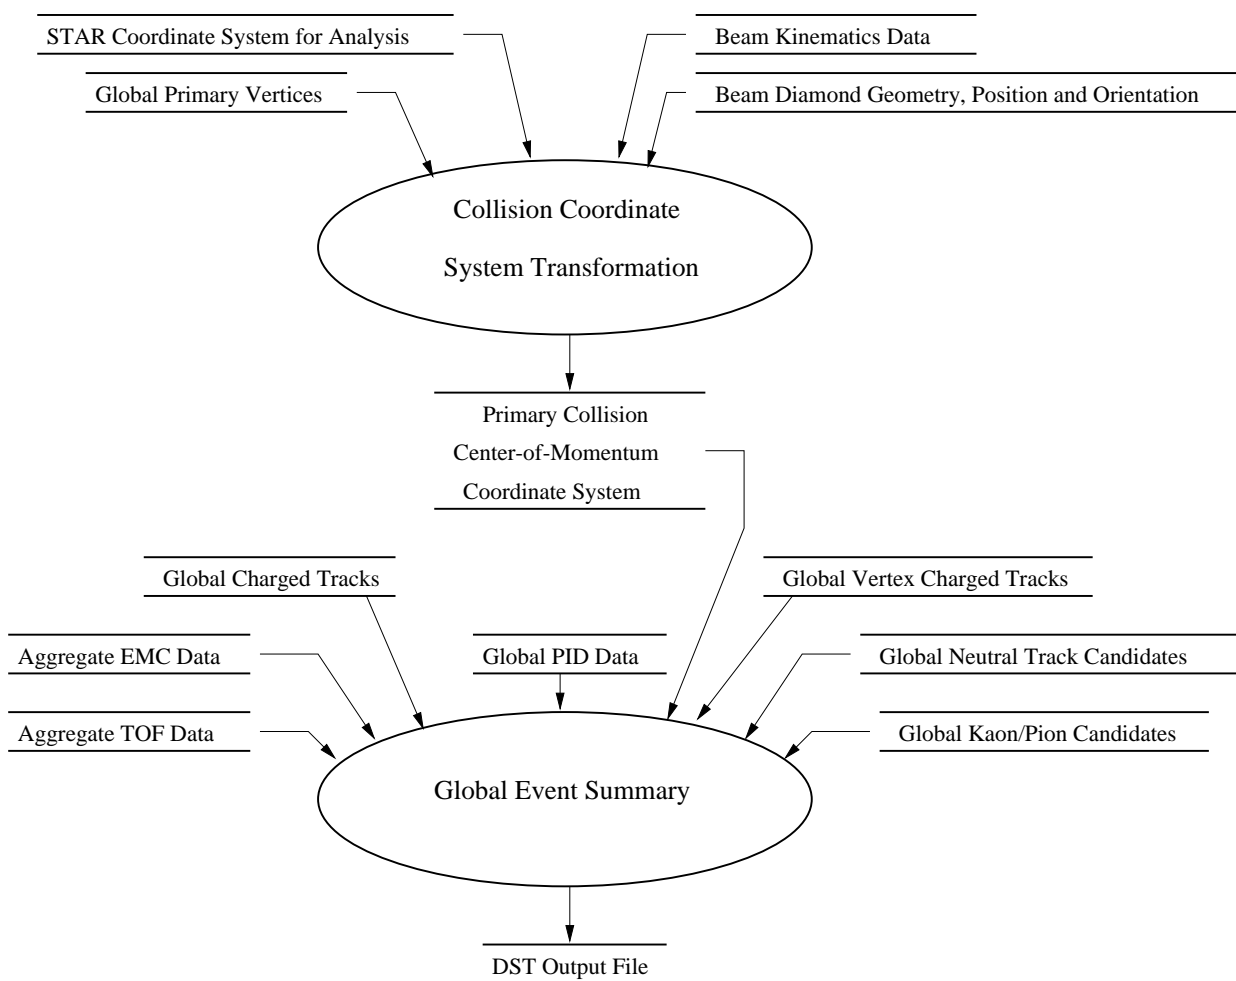 STAR Coordinate System for Analysis
Beam Kinematics Data
Global Primary Vertices
Beam Diamond Geometry, Position and Orientation
Collision Coordinate
System Transformation
Primary Collision
Center-of-Momentum
Coordinate System
Global Charged Tracks
Global Vertex Charged Tracks
Aggregate EMC Data
Global PID Data
Global Neutral Track Candidates
Aggregate TOF Data
Global Kaon/Pion Candidates
Global Event Summary
DST Output File